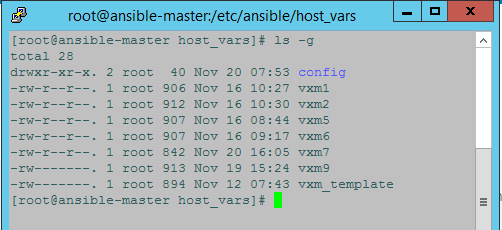 root@ansible-master:/etc/ansible/host_vars
[root@ansible-master host_vars]# ls -g
total 28
drwxr-xr-x. 2 root  40 Nov 20 07:53 config
-rw-r--r--. 1 root 906 Nov 16 10:27 vxm1
-rw-r--r--. 1 root 912 Nov 16 10:30 vxm2
-rw-r--r--. 1 root 907 Nov 16 08:44 vxm5
-rw-r--r--. 1 root 907 Nov 16 09:17 vxm6
-rw-r--r--. 1 root 842 Nov 20 16:05 vxm7
-rw-------. 1 root 913 Nov 19 15:24 vxm9
-rw-------. 1 root 894 Nov 12 07:43 vxm_template
[root@ansible-master host_vars]#